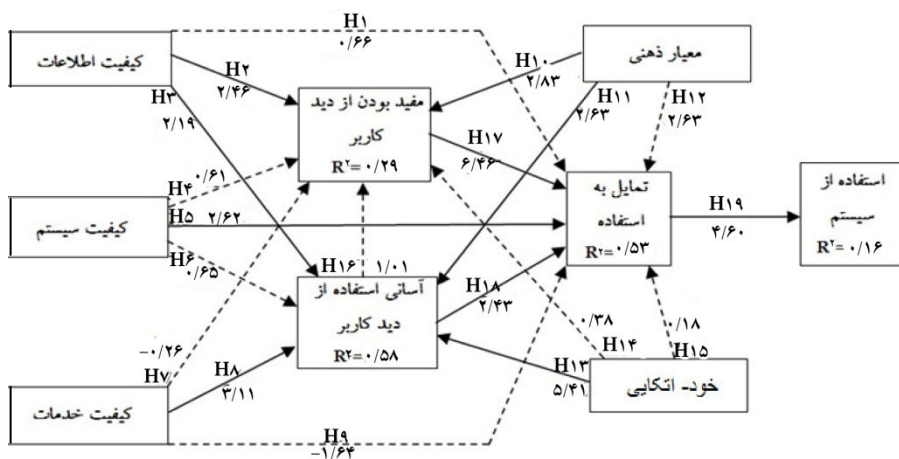 H۱
۰/۶۶
کیفیت اطلاعات
معیار ذهنی
H۲
۲/۴۶
H۱۰
۲/۸۳
H۳
۲/۱۹
H۱۱
۲/۶۳
H۱۲
۲/۶۳
مفید بودن از دید
کاربر
R۲= ۰/۲۹
H۱۷
۶/۴۶
H۴
۰/۶۱
کیفیت سیستم
H۵
۲/۶۲
H۶
۰/۶۵
تمایل به
استفاده
R۲=۰/۵۳
H۱۹
۴/۶۰
استفاده از
سیستم
R۲=۰/۱۶
H۱۶
۱/۰۱
آسانی استفاده از
دید کاربر
R۲=۰/۵۸
H۱۸
۲/۴۳
-۰/۲۶
H۷
H۸
۳/۱۱
کیفیت خدمات
H۹
-۱/۶۴
H۱۳
۵/۴۱
۰/۳۸
H۱۴
۰/۱۸
H۱۵
خود- اتکایی